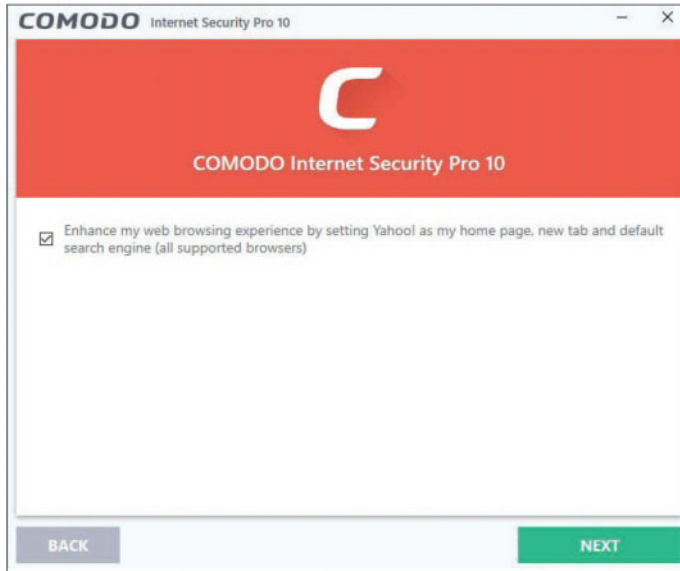 COMODO Internet Security Pro 10
COMODO Internet Security Pro 10
Enhance my web browsing experience by setting Yahoo! as my home page, new tab and default
search engine (all supported browsers)
BACK
NEXT